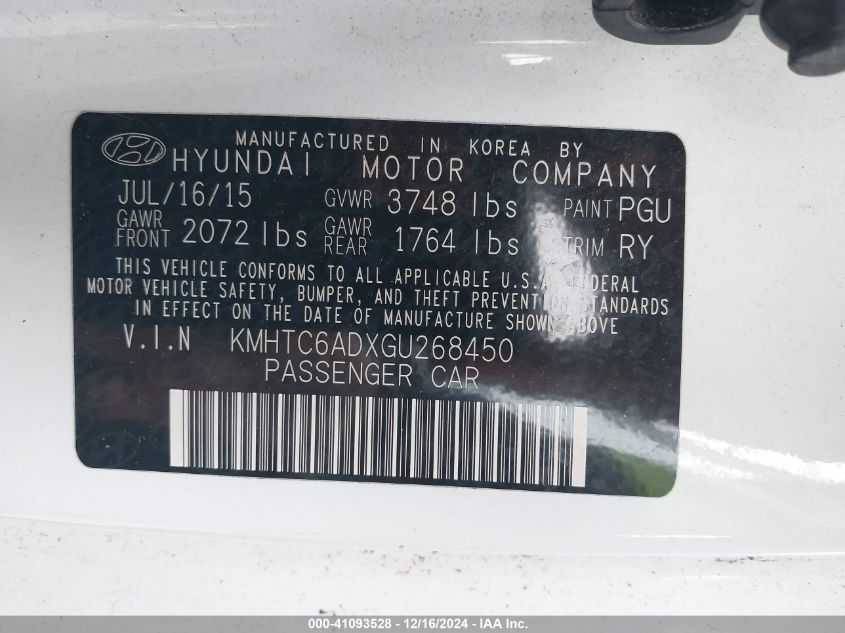 MANUFACTURED IN KOREA BY
HYUNDAI MOTOR COMPANY
JUL/16/15 GVWR 3748 lbs PAINT PGU
GAWR FRONT 2072 lbs GAWR REAR 1764 lbs TRIM RY
THIS VEHICLE CONFORMS TO ALL APPLICABLE U.S.A. FEDERAL
MOTOR VEHICLE SAFETY, BUMPER, AND THEFT PREVENTION STANDARDS
IN EFFECT ON THE DATE OF MANUFACTURE SHOWN ABOVE.
V.I.N KMHTC6ADXGU268450
PASSENGER CAR
000-41093528 - 12/16/2024 - IAA Inc.